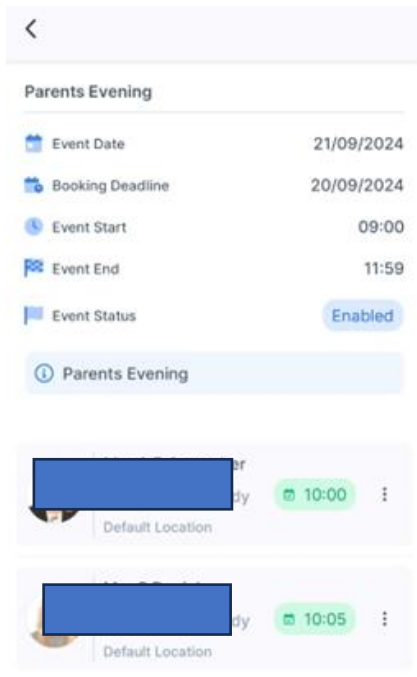 Parents Evening
Event Date 21/09/2024
Booking Deadline 20/09/2024
Event Start 09:00
Event End 11:59
Event Status Enabled
Parents Evening
10:00
Default Location
10:05
Default Location